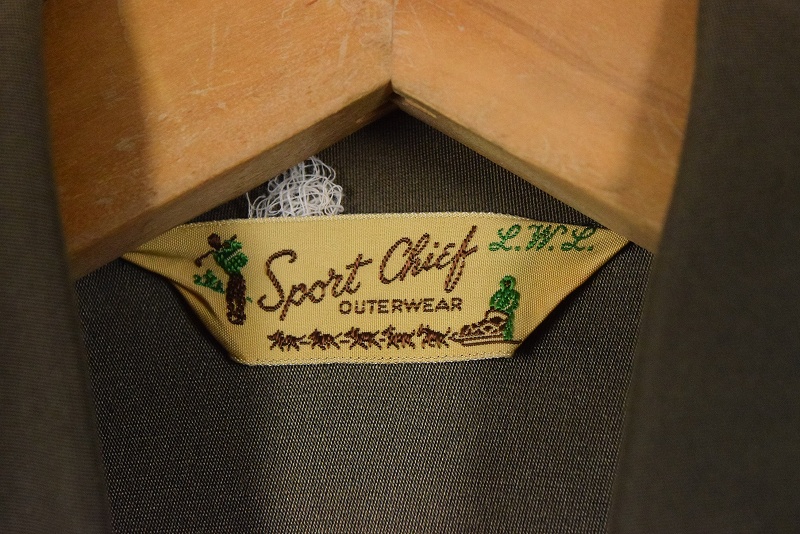 L.W.L.
Sport Chief
OUTERWEAR